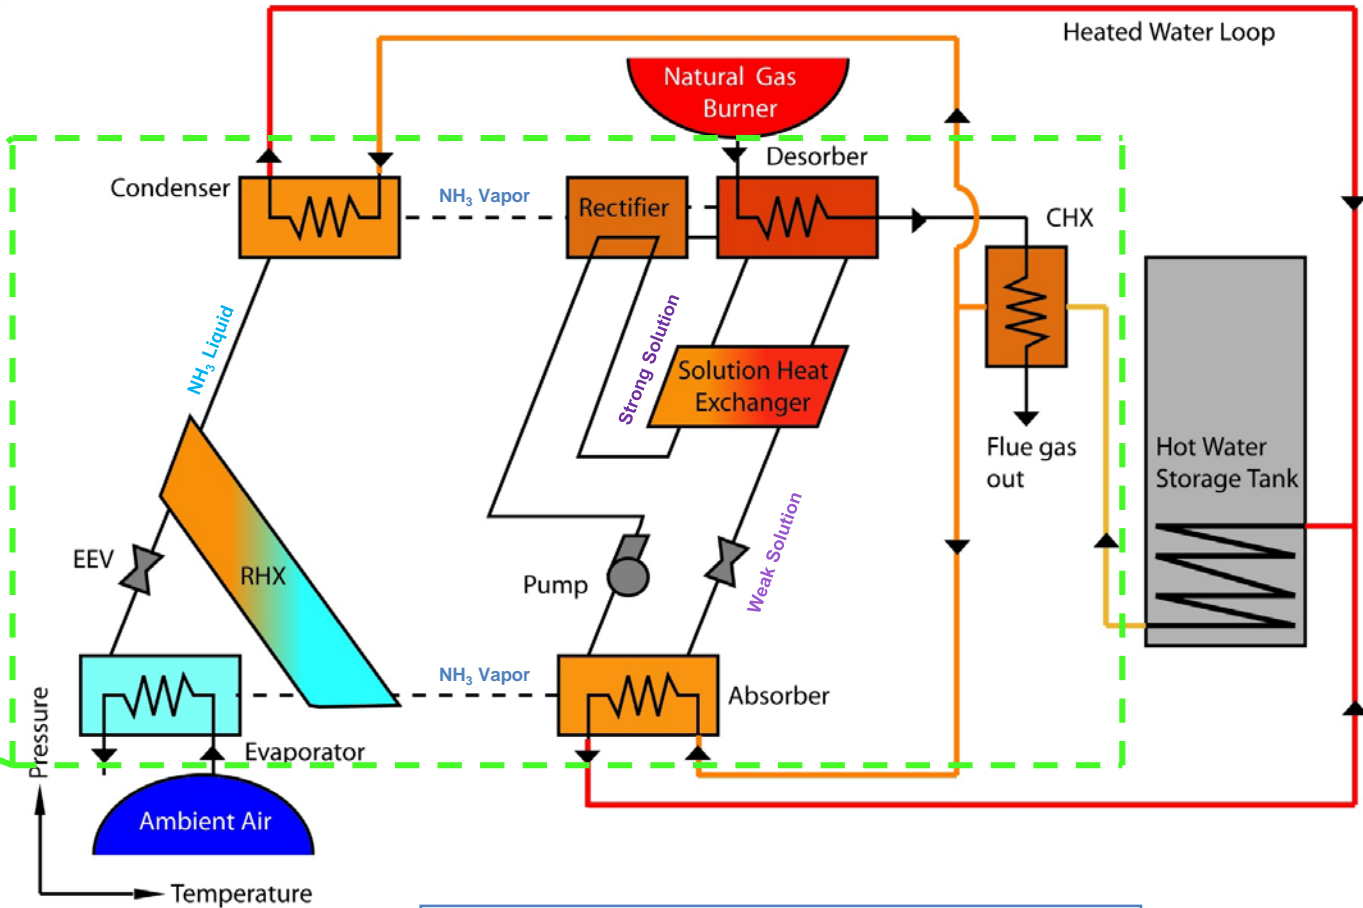 Heated Water Loop
Natural Gas
Burner
Desorber
Condenser
NH₃ Vapor
Rectifier
CHX
NH₃ Liquid
Strong Solution
Solution Heat
Exchanger
Flue gas
out
Hot Water
Storage Tank
EEV
RHX
Pump
Weak Solution
NH₃ Vapor
Absorber
Evaporator
Pressure
Ambient Air
Temperature